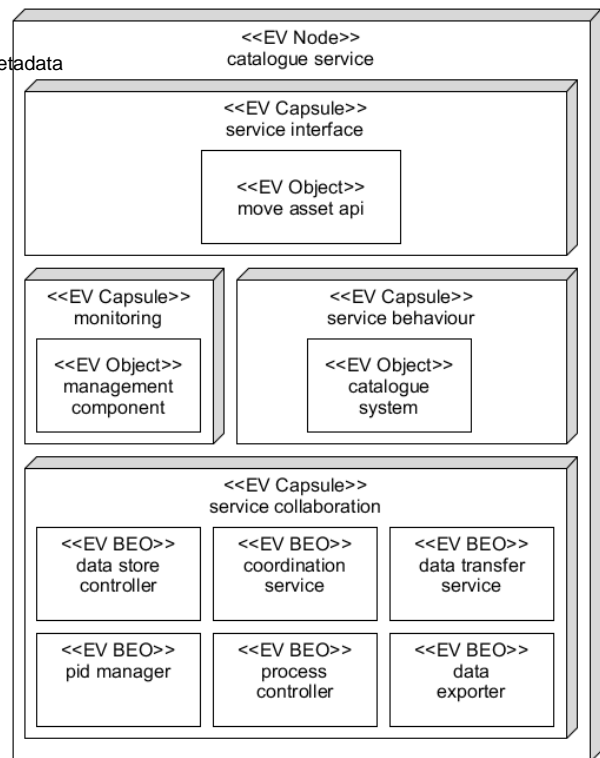 <<EV Node>>
catalogue service
etadata
<<EV Capsule>>
service interface
<<EV Object>>
move asset api
<<EV Capsule>>
monitoring
<<EV Object>>
management
component
<<EV Capsule>>
service behaviour
<<EV Object>>
catalogue
system
<<EV Capsule>>
service collaboration
<<EV BEO>>
data store
controller
<<EV BEO>>
coordination
service
<<EV BEO>>
data transfer
service
<<EV BEO>>
pid manager
<<EV BEO>>
process
controller
<<EV BEO>>
data
exporter